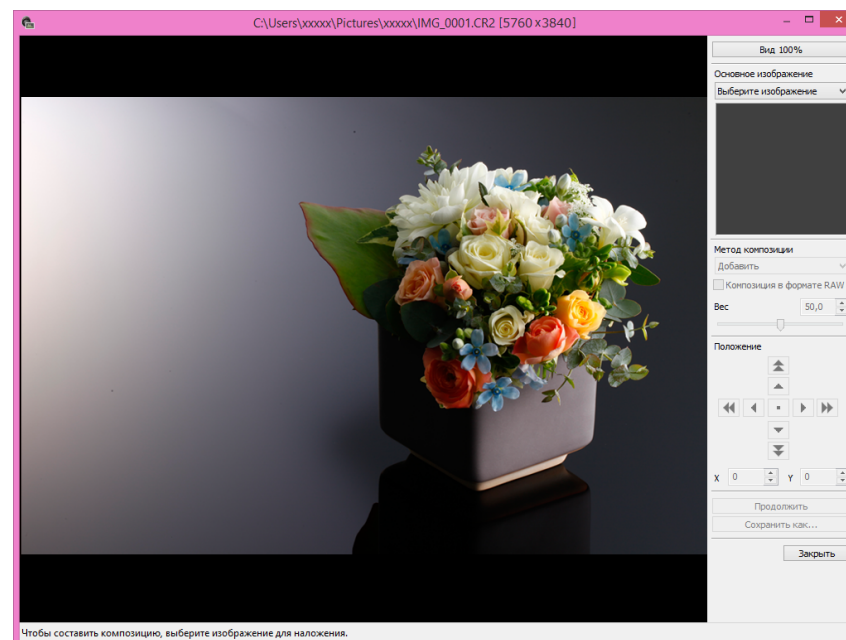 C:\Users\xxxxx\Pictures\xxxxx\IMG_0001.CR2 [5760 x 3840]
Вид 100%
Основное изображение
Выберите изображение
Метод композиции
Добавить
Композиция в формате RAW
Вес 50,0
Положение
X 0 Y 0
Продолжить
Сохранить как...
Закрыть
Чтобы составить композицию, выберите изображение для наложения.